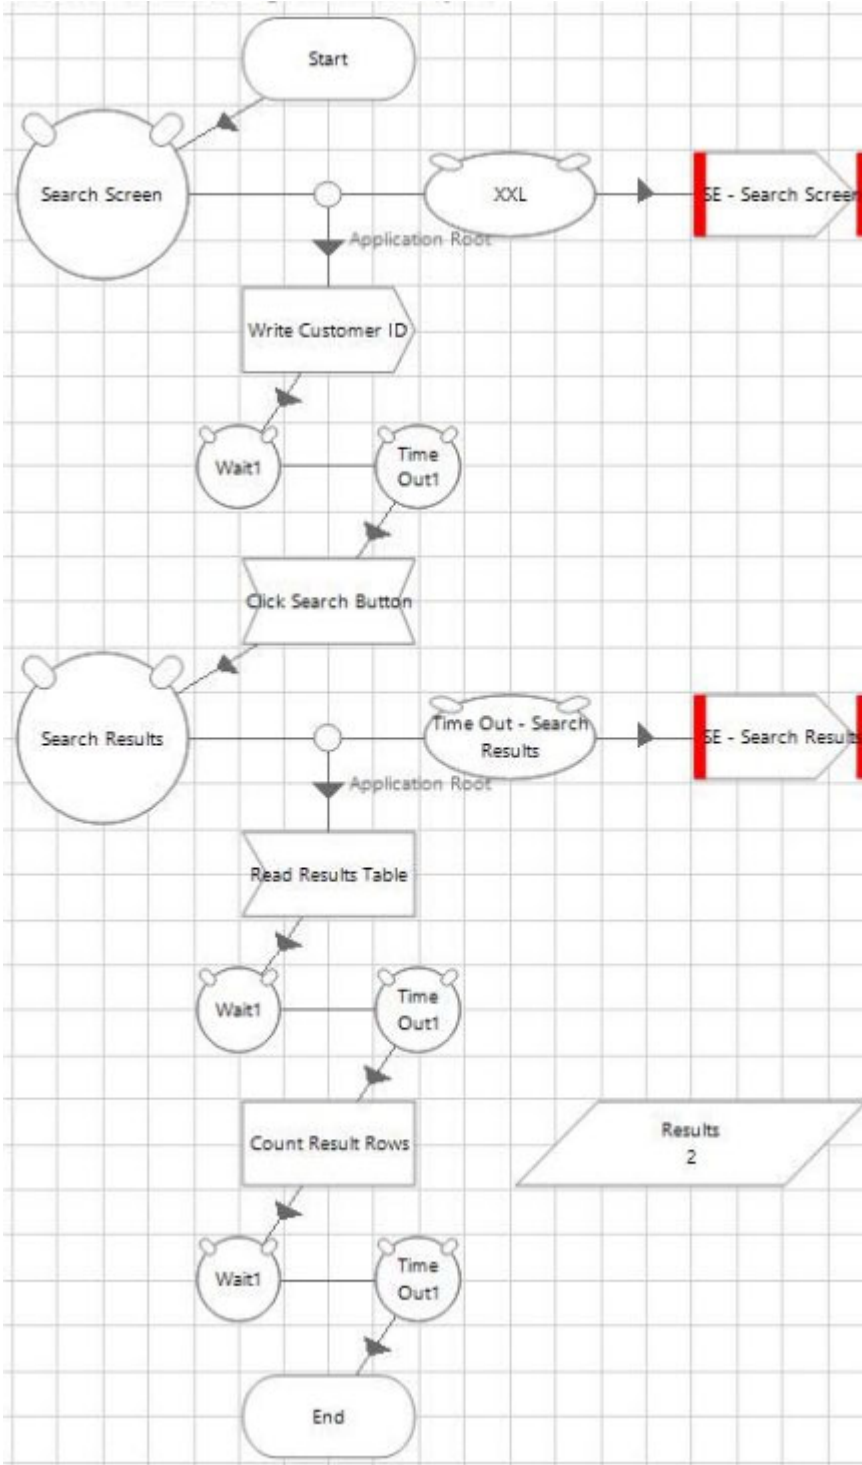 Start
Search Screen
XXL
SE - Search Screen
Application Root
Write Customer ID
Wait1
Time
Out1
Click Search Button
Search Results
Time Out - Search
Results
SE - Search Results
Application Root
Read Results Table
Wait1
Time
Out1
Count Result Rows
Results
2
Wait1
Time
Out1
End